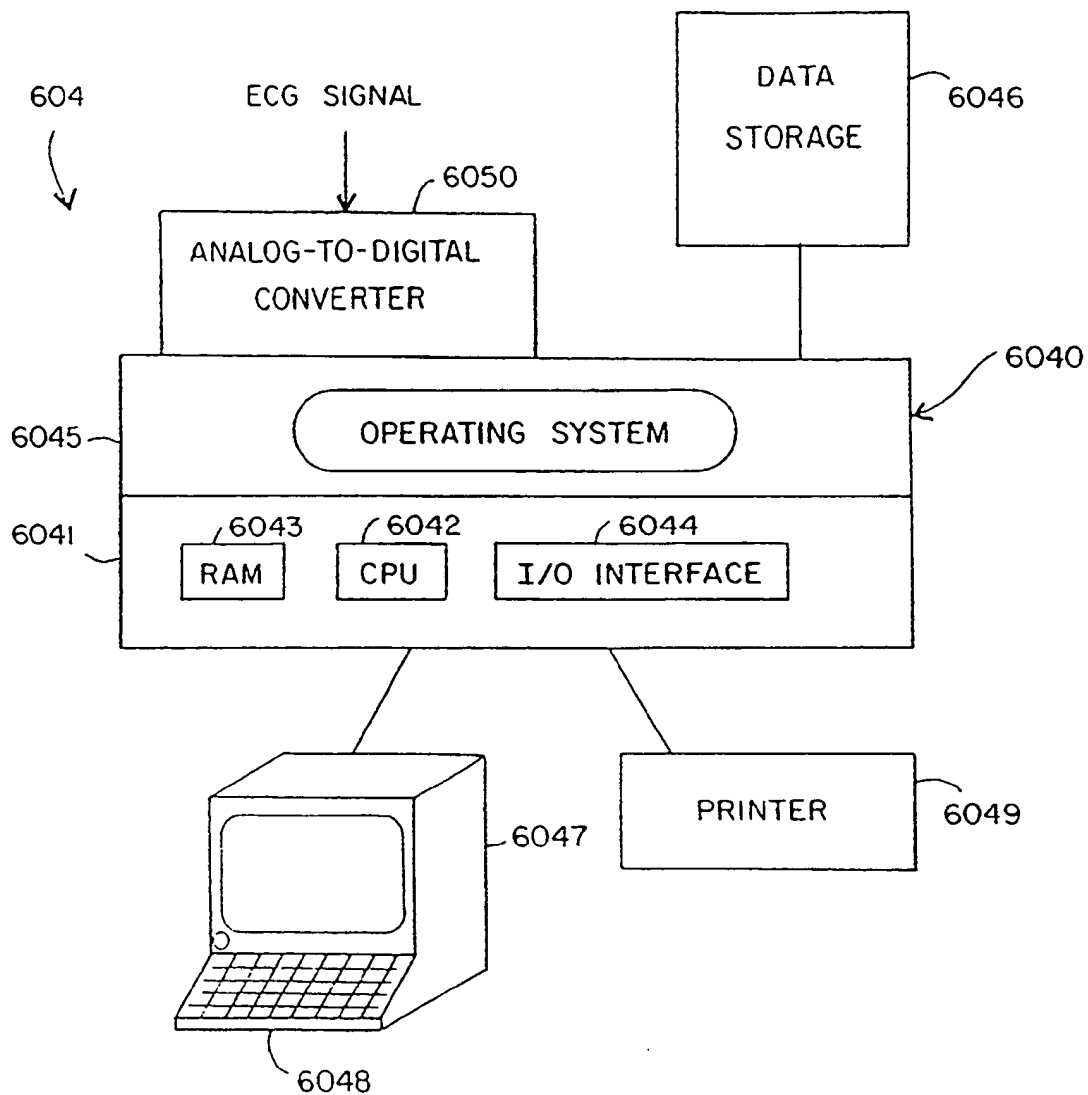 604
ECG SIGNAL
DATA
STORAGE
6046
6050
ANALOG-TO-DIGITAL
CONVERTER
6040
6045
OPERATING SYSTEM
6041
6043
6042
6044
RAM
CPU
I/O INTERFACE
6047
PRINTER
6049
6048